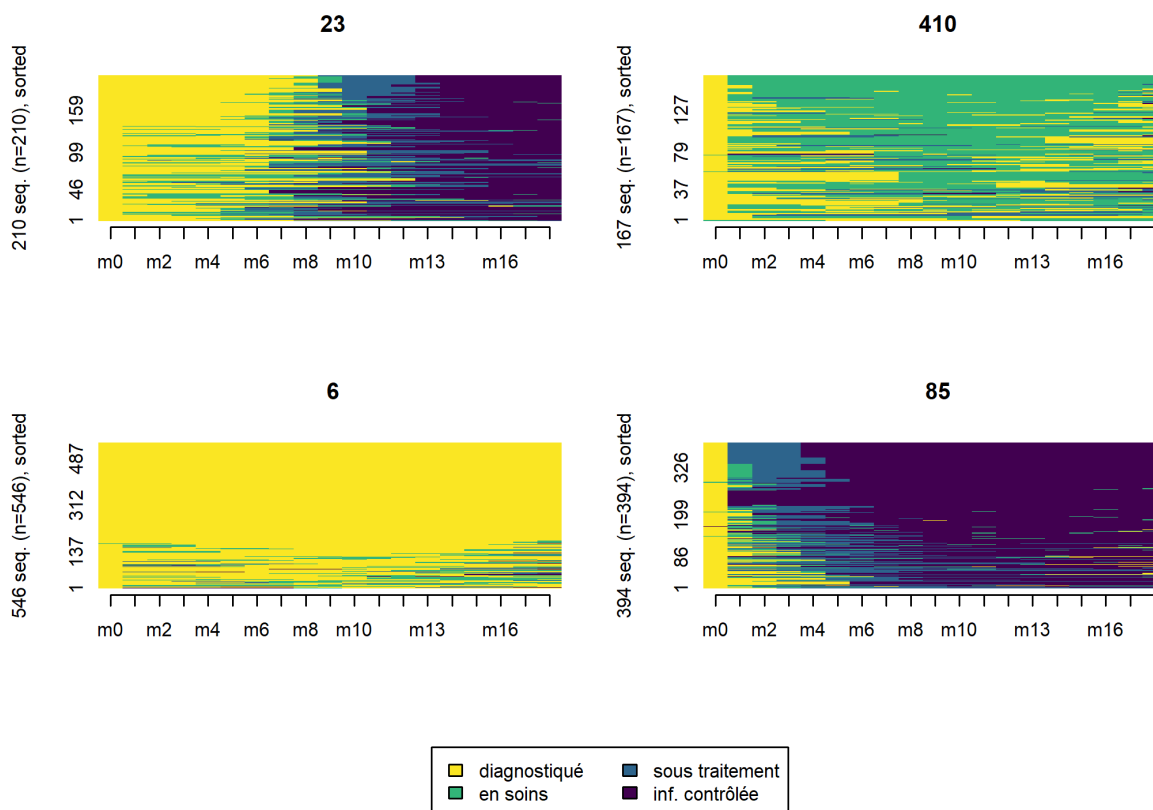 23
210 seq. (n=210), sorted
1 46 99 159
m0 m2 m4 m6 m8 m10 m13 m16
410
167 seq. (n=167), sorted
1 37 79 127
m0 m2 m4 m6 m8 m10 m13 m16
6
546 seq. (n=546), sorted
1 137 312 487
m0 m2 m4 m6 m8 m10 m13 m16
85
394 seq. (n=394), sorted
1 86 199 326
m0 m2 m4 m6 m8 m10 m13 m16
diagnostiqué sous traitement
en soins inf. contrôlée